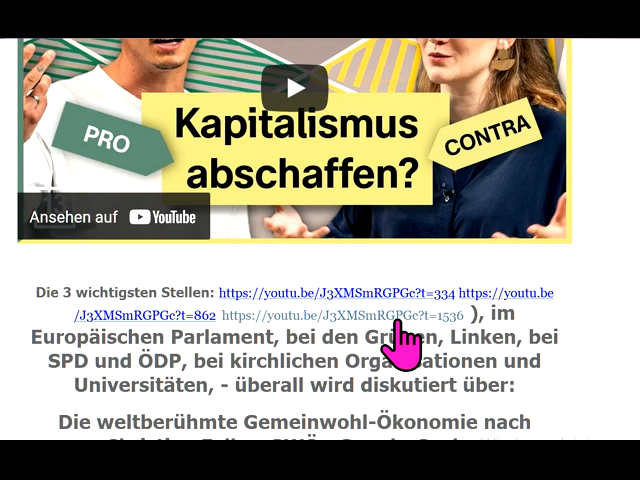 PRO
Kapitalismus
abschaffen?
CONTRA
Ansehen auf YouTube
Die 3 wichtigsten Stellen: https://youtu.be/J3XMSmRGPGc?t=334 https://youtu.be
/J3XMSmRGPGc?t=862 https://youtu.be/J3XMSmRGPGc?t=1536 ), im
Europäischen Parlament, bei den Grünen, Linken, bei
SPD und ÖDP, bei kirchlichen Organisationen und
Universitäten, - überall wird diskutiert über:
Die weltberühmte Gemeinwohl-Ökonomie nach